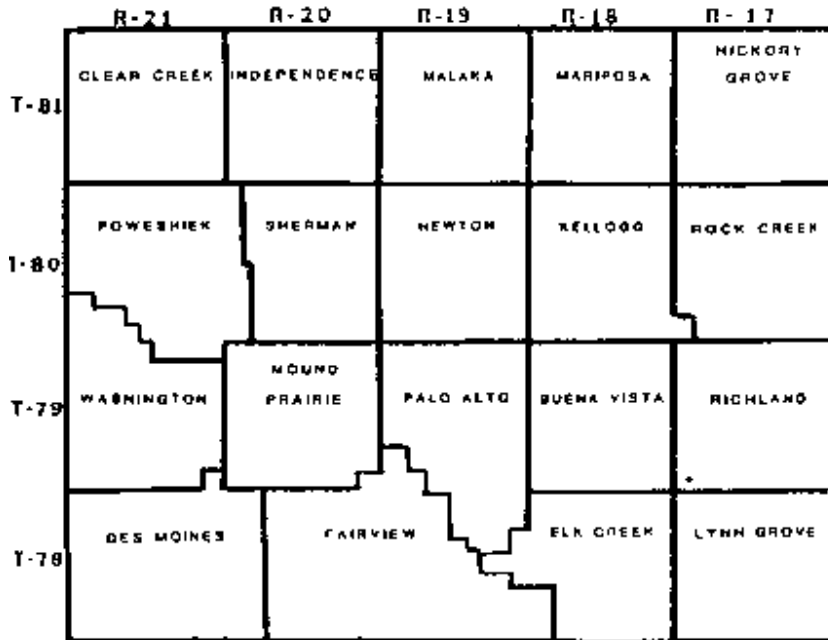 R-21 R-20 R-19 R-18 R-17
HICKORY
CLEAR CREEK INDEPENDENCE MALAKA MARIPOSA GROVE
T-81
POWESHIEK SHERMAN NEWTON KELLOGG ROCK CREEK
T-80
MOUND
WASHINGTON PRAIRIE PALO ALTO BUENA VISTA RICHLAND
T-79
DES MOINES FAIRVIEW ELK CREEK LYNN GROVE
T-78